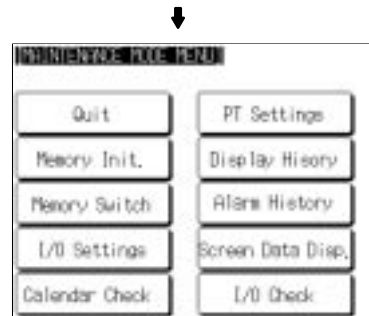 [MAINTENANCE MODE MENU]
Quit
PT Settings
Memory Init.
Display Hisory
Memory Switch
Alarm History
I/O Settings
Screen Data Disp.
Calendar Check
I/O Check